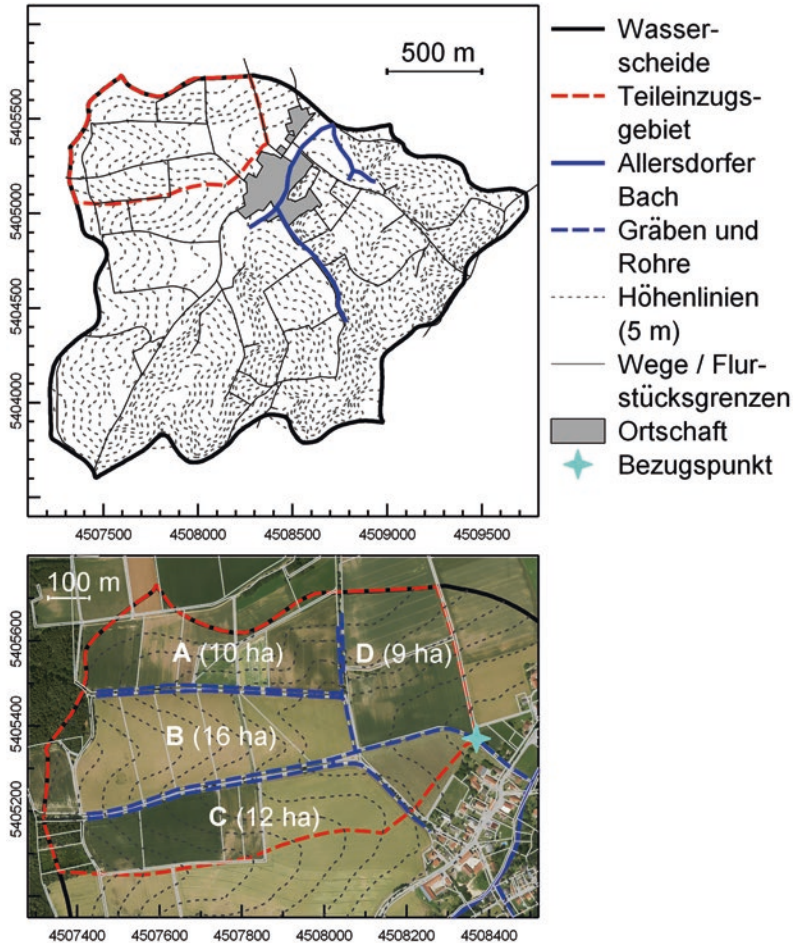 500 m
5405500
5405000
5404500
5404000
4507500 4508000 4508500 4509000 4509500
Wasser-
scheide
Teileinzugs-
gebiet
Allersdorfer
Bach
Gräben und
Rohre
Höhenlinien
(5 m)
Wege / Flur-
stücksgrenzen
Ortschaft
Bezugspunkt
100 m
A (10 ha)
D (9 ha)
B (16 ha)
C (12 ha)
5405600
5405400
5405200
4507400 4507600 4507800 4508000 4508200 4508400